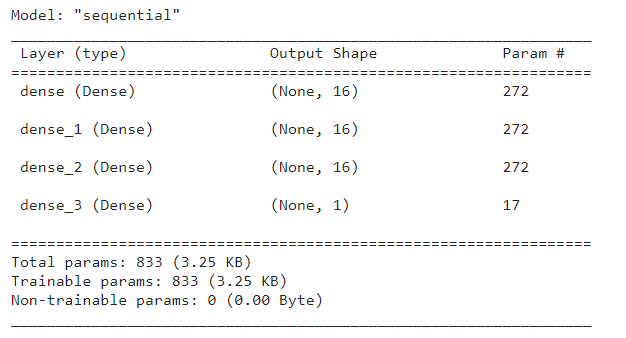 Model: "sequential"
_________________________________________________________________
Layer (type) Output Shape Param #
=================================================================
dense (Dense) (None, 16) 272
dense_1 (Dense) (None, 16) 272
dense_2 (Dense) (None, 16) 272
dense_3 (Dense) (None, 1) 17
=================================================================
Total params: 833 (3.25 KB)
Trainable params: 833 (3.25 KB)
Non-trainable params: 0 (0.00 Byte)
_________________________________________________________________